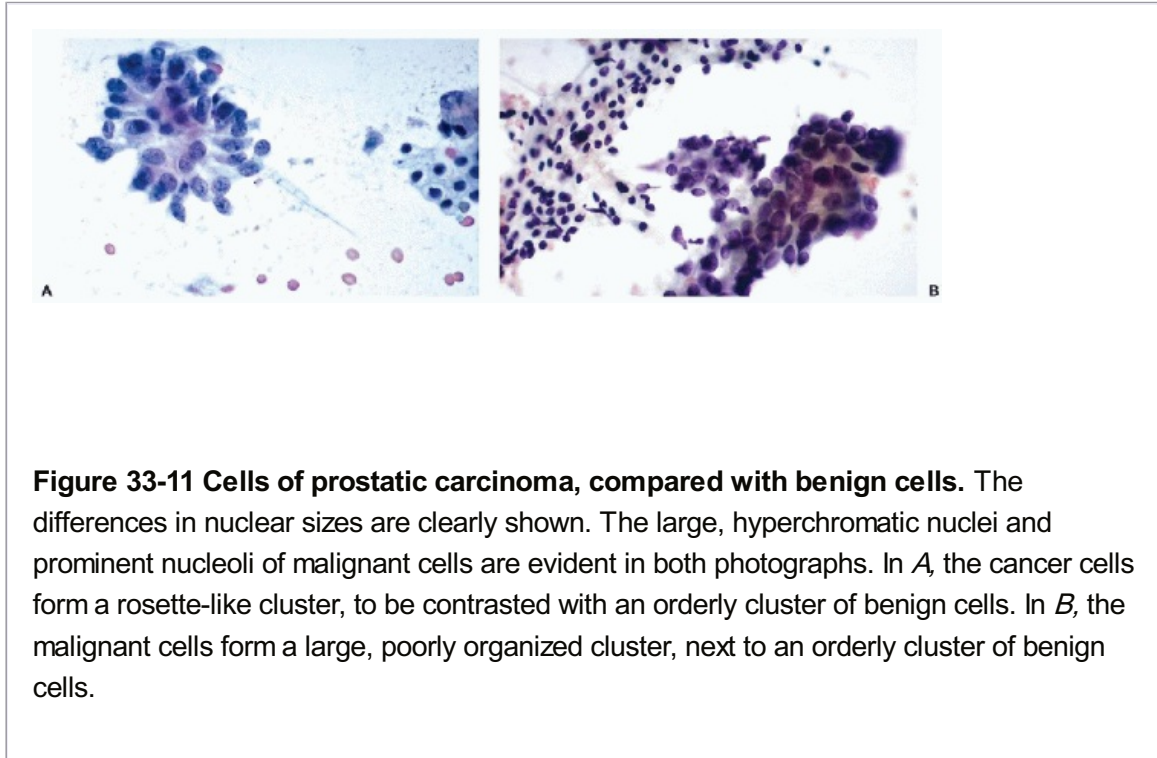 A B
Figure 33-11 Cells of prostatic carcinoma, compared with benign cells. The
differences in nuclear sizes are clearly shown. The large, hyperchromatic nuclei and
prominent nucleoli of malignant cells are evident in both photographs. In A, the cancer cells
form a rosette-like cluster, to be contrasted with an orderly cluster of benign cells. In B, the
malignant cells form a large, poorly organized cluster, next to an orderly cluster of benign
cells.